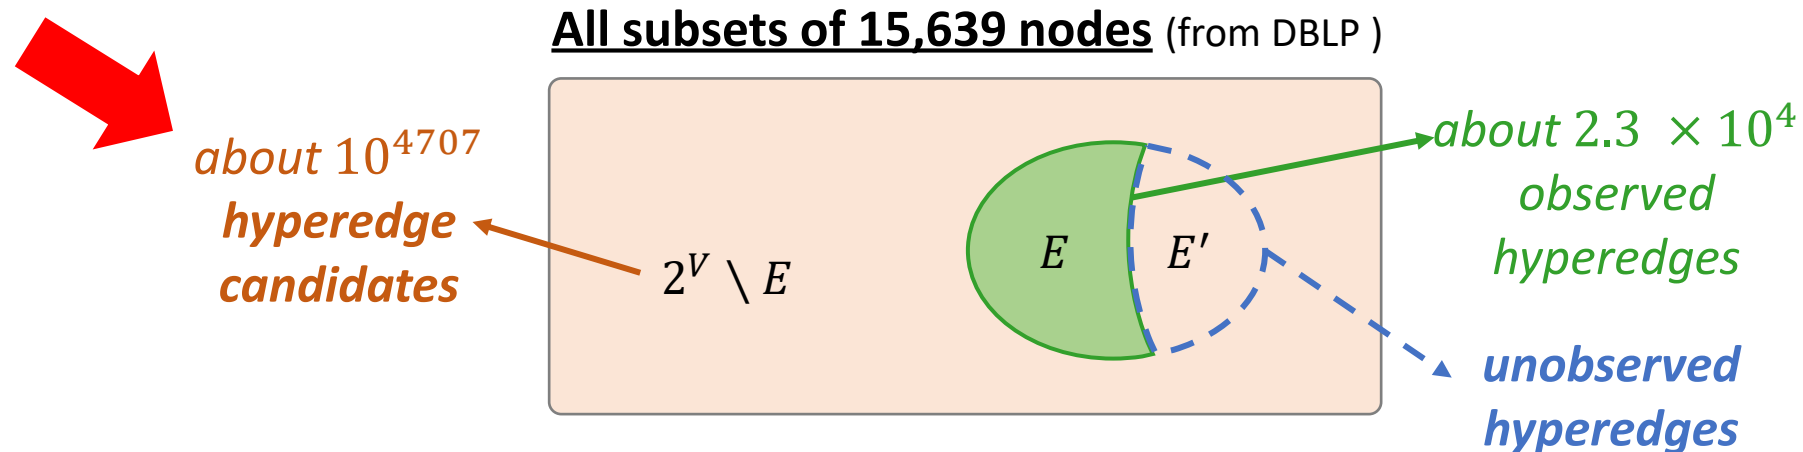 All subsets of 15,639 nodes (from DBLP )
about 10^4707
hyperedge
candidates
2^V \ E
E
E′
about 2.3 × 10^4
observed
hyperedges
unobserved
hyperedges